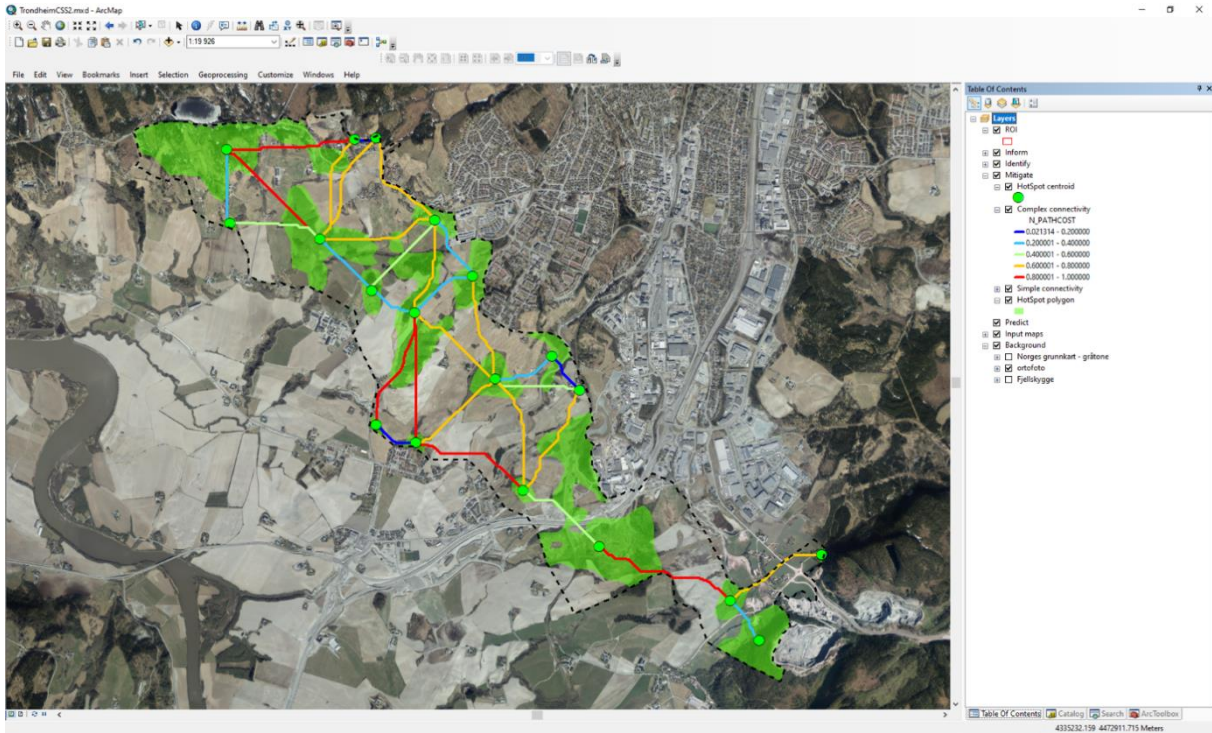 TrondheimCSS2.mxd - ArcMap
1:19 926
File Edit View Bookmarks Insert Selection Geoprocessing Customize Windows Help
Table Of Contents
Layers
ROI
Inform
Identify
Mitigate
HotSpot centroid
Complex connectivity
N_PATHCOST
0.021314 - 0.200000
0.200001 - 0.400000
0.400001 - 0.600000
0.600001 - 0.800000
0.800001 - 1.000000
Simple connectivity
HotSpot polygon
Predict
Input maps
Background
Norges grunnkart - gråtone
ortofoto
Fjellskygge
Table Of Contents Catalog Search ArcToolbox
4335232.159 4472911.715 Meters